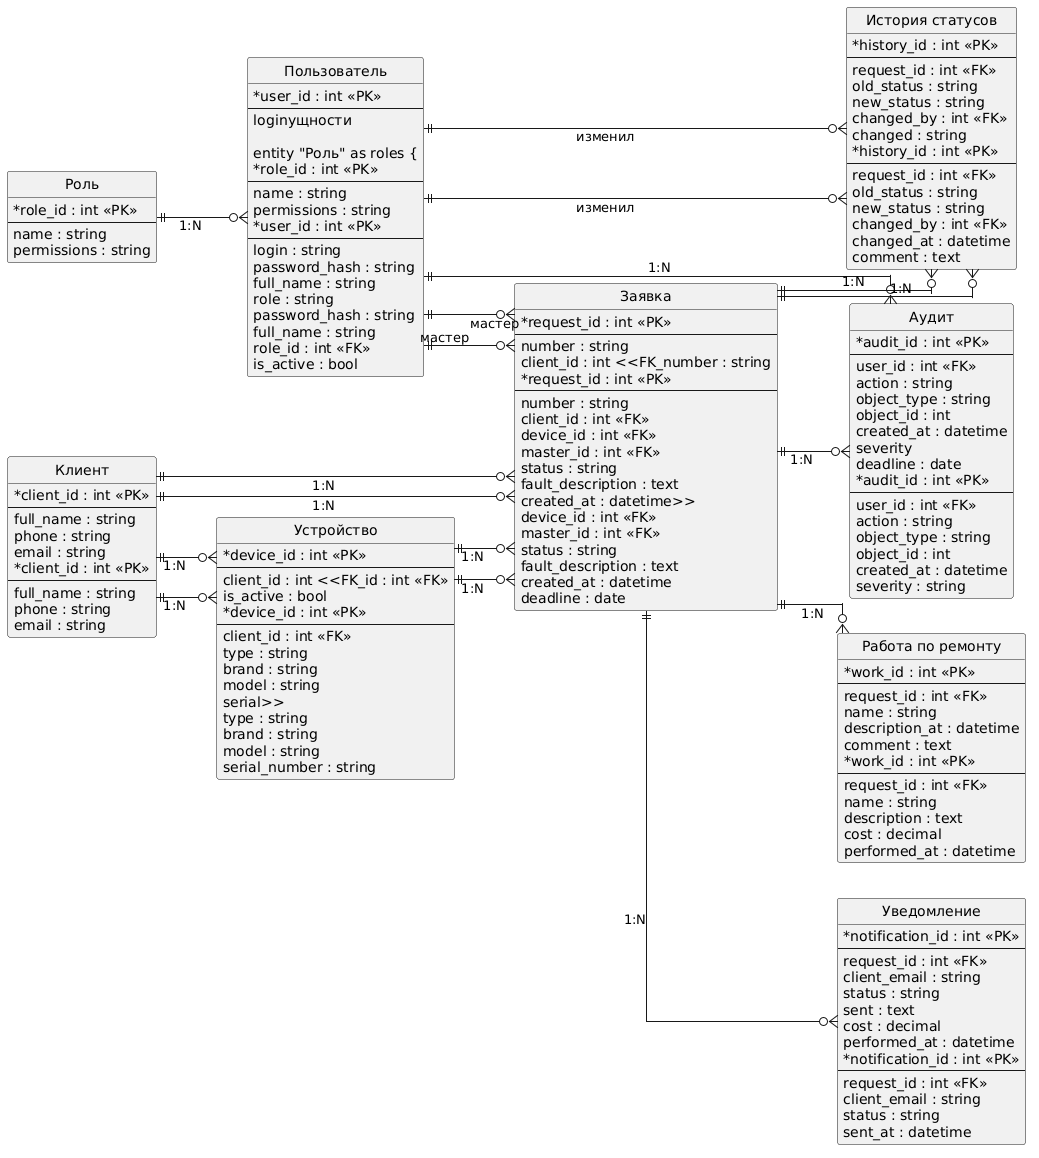 История статусов
*history_id : int «PK»
request_id : int «FK»
old_status : string
new_status : string
changed_by : int «FK»
changed : string
*history_id : int «PK»
request_id : int «FK»
old_status : string
new_status : string
changed_by : int «FK»
changed_at : datetime
comment : text
Пользователь
*user_id : int «PK»
loginущности
entity "Роль" as roles {
*role_id : int «PK»
name : string
permissions : string
*user_id : int «PK»
login : string
password_hash : string
full_name : string
role : string
password_hash : string
full_name : string
role_id : int «FK»
is_active : bool
изменил
изменил
Роль
*role_id : int «PK»
name : string
permissions : string
1:N
1:N
1:N
1:N
мастер
мастер
Заявка
*request_id : int «PK»
number : string
client_id : int <<FK_number : string
*request_id : int «PK»
number : string
client_id : int «FK»
device_id : int «FK»
master_id : int «FK»
status : string
fault_description : text
created_at : datetime>>
device_id : int «FK»
master_id : int «FK»
status : string
fault_description : text
created_at : datetime
deadline : date
Аудит
*audit_id : int «PK»
user_id : int «FK»
action : string
object_type : string
object_id : int
created_at : datetime
severity
deadline : date
*audit_id : int «PK»
user_id : int «FK»
action : string
object_type : string
object_id : int
created_at : datetime
severity : string
1:N
Клиент
*client_id : int «PK»
full_name : string
phone : string
email : string
*client_id : int «PK»
full_name : string
phone : string
email : string
1:N
1:N
1:N
1:N
Устройство
*device_id : int «PK»
client_id : int <<FK_id : int «FK»
is_active : bool
*device_id : int «PK»
client_id : int «FK»
type : string
brand : string
model : string
serial>>
type : string
brand : string
model : string
serial_number : string
1:N
1:N
1:N
Работа по ремонту
*work_id : int «PK»
request_id : int «FK»
name : string
description_at : datetime
comment : text
*work_id : int «PK»
request_id : int «FK»
name : string
description : text
cost : decimal
performed_at : datetime
1:N
Уведомление
*notification_id : int «PK»
request_id : int «FK»
client_email : string
status : string
sent : text
cost : decimal
performed_at : datetime
*notification_id : int «PK»
request_id : int «FK»
client_email : string
status : string
sent_at : datetime